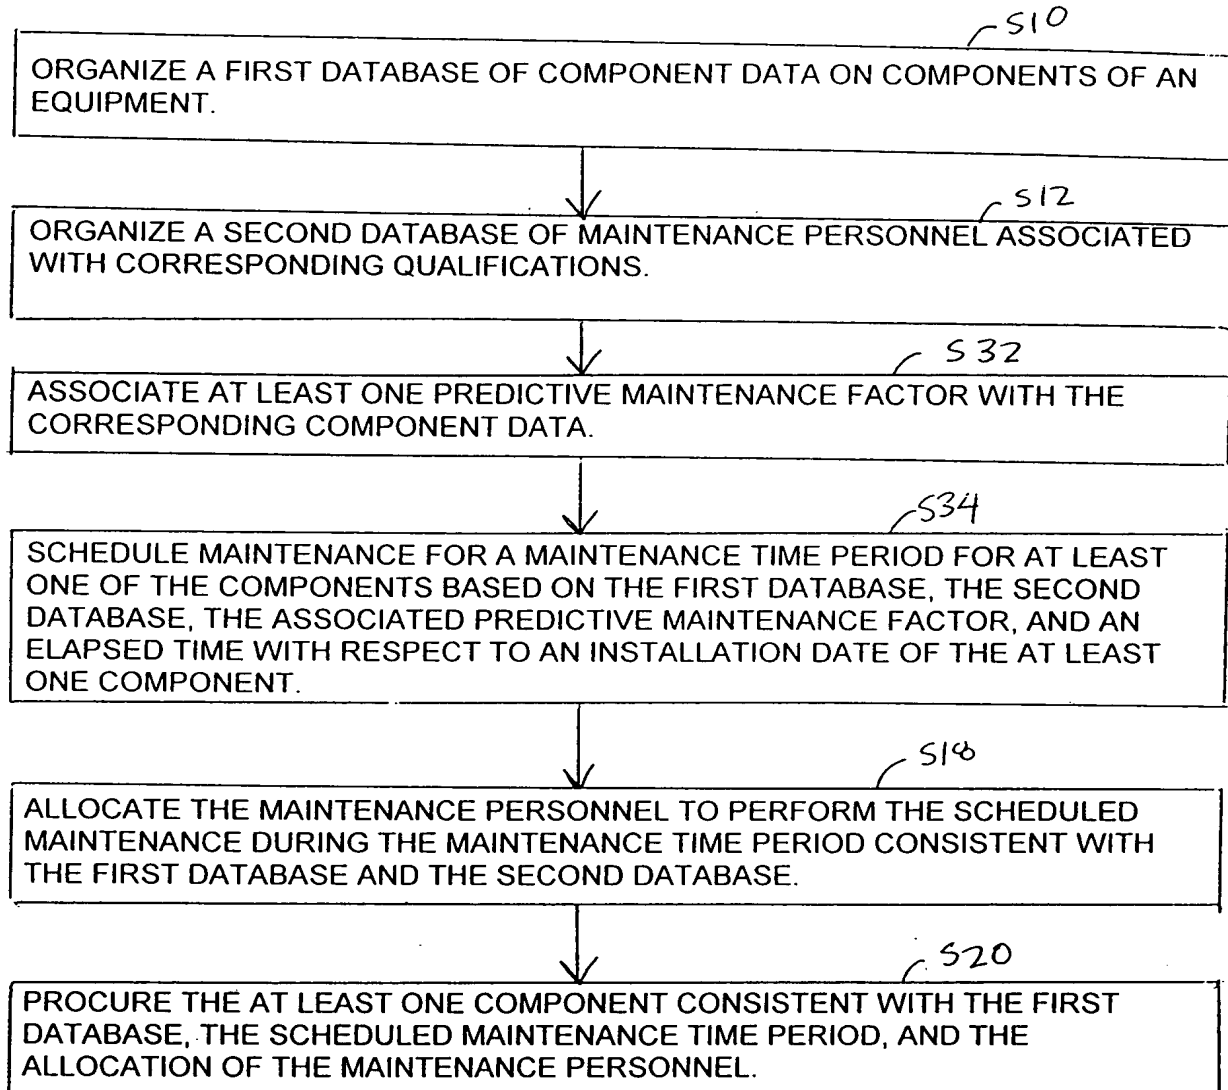 S10
ORGANIZE A FIRST DATABASE OF COMPONENT DATA ON COMPONENTS OF AN
EQUIPMENT.
S12
ORGANIZE A SECOND DATABASE OF MAINTENANCE PERSONNEL ASSOCIATED
WITH CORRESPONDING QUALIFICATIONS.
S32
ASSOCIATE AT LEAST ONE PREDICTIVE MAINTENANCE FACTOR WITH THE
CORRESPONDING COMPONENT DATA.
S34
SCHEDULE MAINTENANCE FOR A MAINTENANCE TIME PERIOD FOR AT LEAST
ONE OF THE COMPONENTS BASED ON THE FIRST DATABASE, THE SECOND
DATABASE, THE ASSOCIATED PREDICTIVE MAINTENANCE FACTOR, AND AN
ELAPSED TIME WITH RESPECT TO AN INSTALLATION DATE OF THE AT LEAST
ONE COMPONENT.
S18
ALLOCATE THE MAINTENANCE PERSONNEL TO PERFORM THE SCHEDULED
MAINTENANCE DURING THE MAINTENANCE TIME PERIOD CONSISTENT WITH
THE FIRST DATABASE AND THE SECOND DATABASE.
S20
PROCURE THE AT LEAST ONE COMPONENT CONSISTENT WITH THE FIRST
DATABASE, THE SCHEDULED MAINTENANCE TIME PERIOD, AND THE
ALLOCATION OF THE MAINTENANCE PERSONNEL.